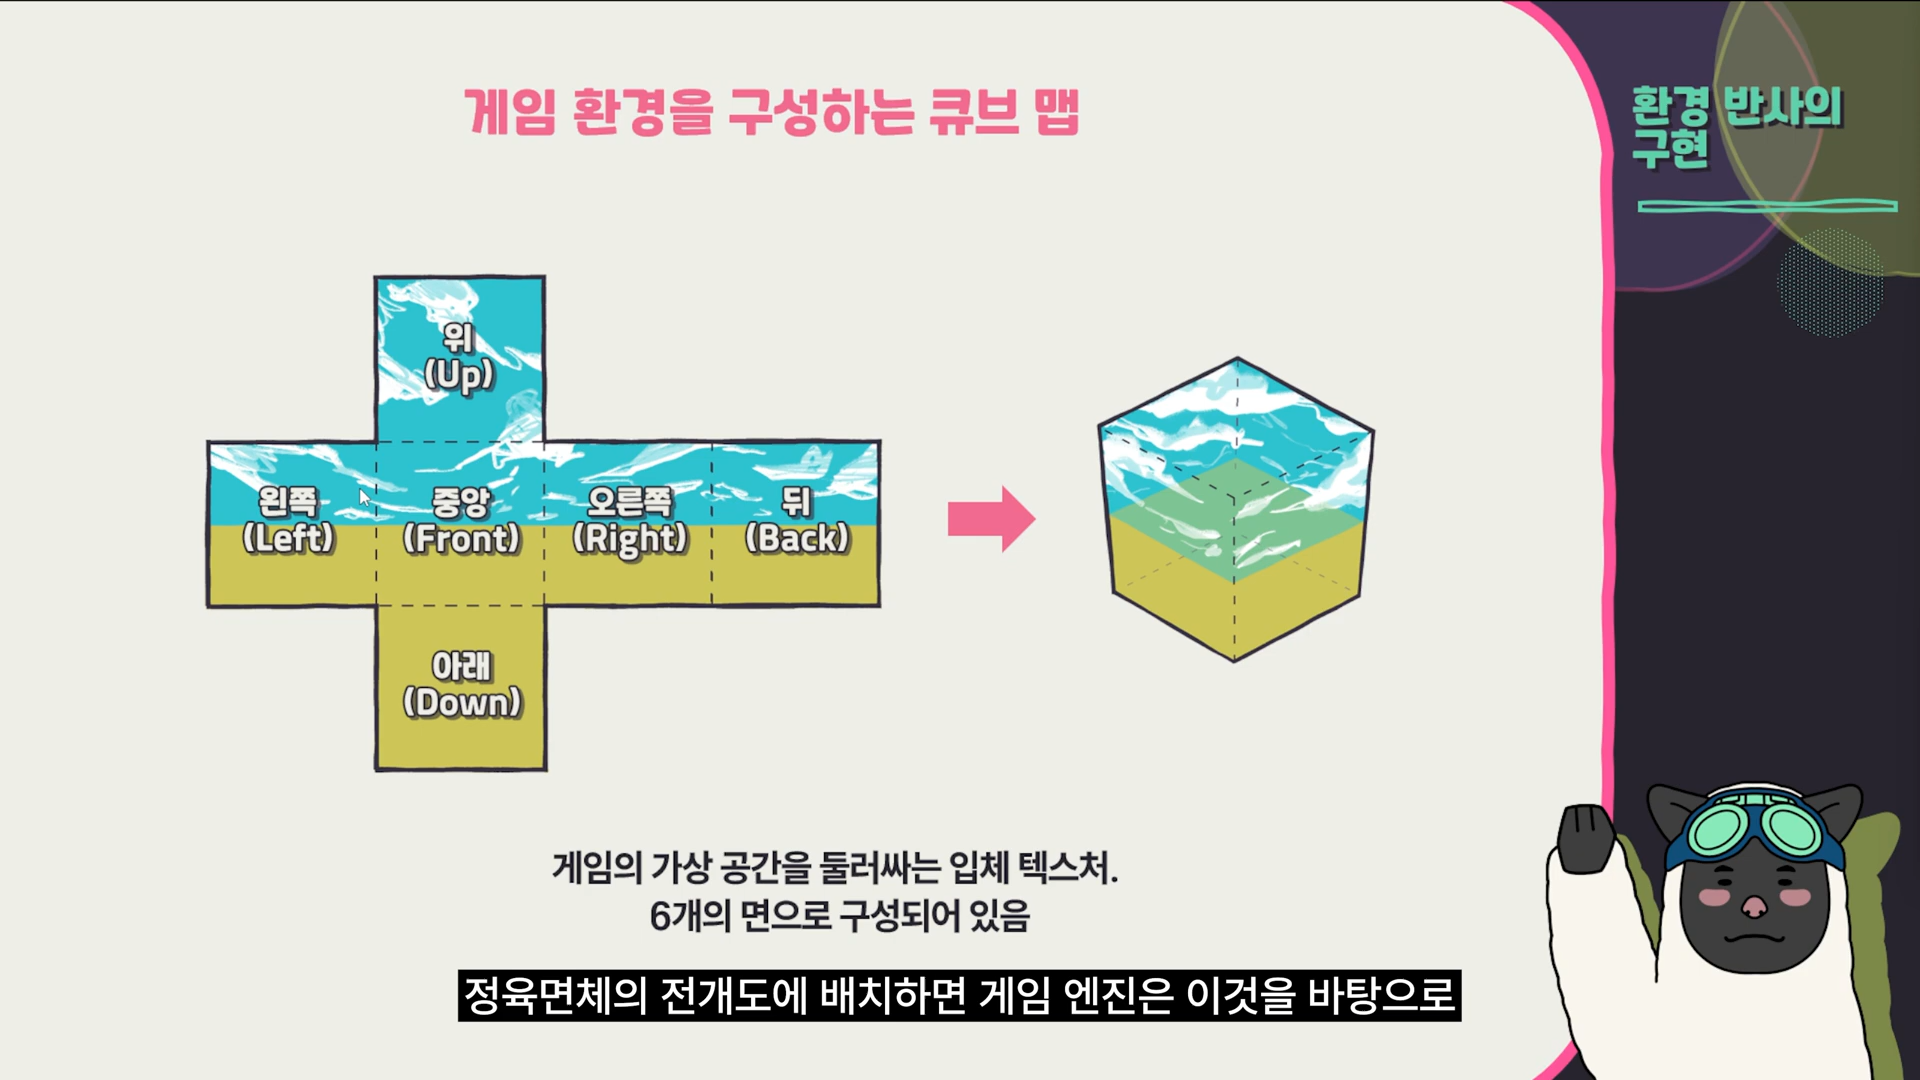 게임 환경을 구성하는 큐브 맵
환경 반사의
구현
위
(Up)
왼쪽
(Left)
중앙
(Front)
오른쪽
(Right)
뒤
(Back)
아래
(Down)
게임의 가상 공간을 둘러싸는 입체 텍스처.
6개의 면으로 구성되어 있음
정육면체의 전개도에 배치하면 게임 엔진은 이것을 바탕으로